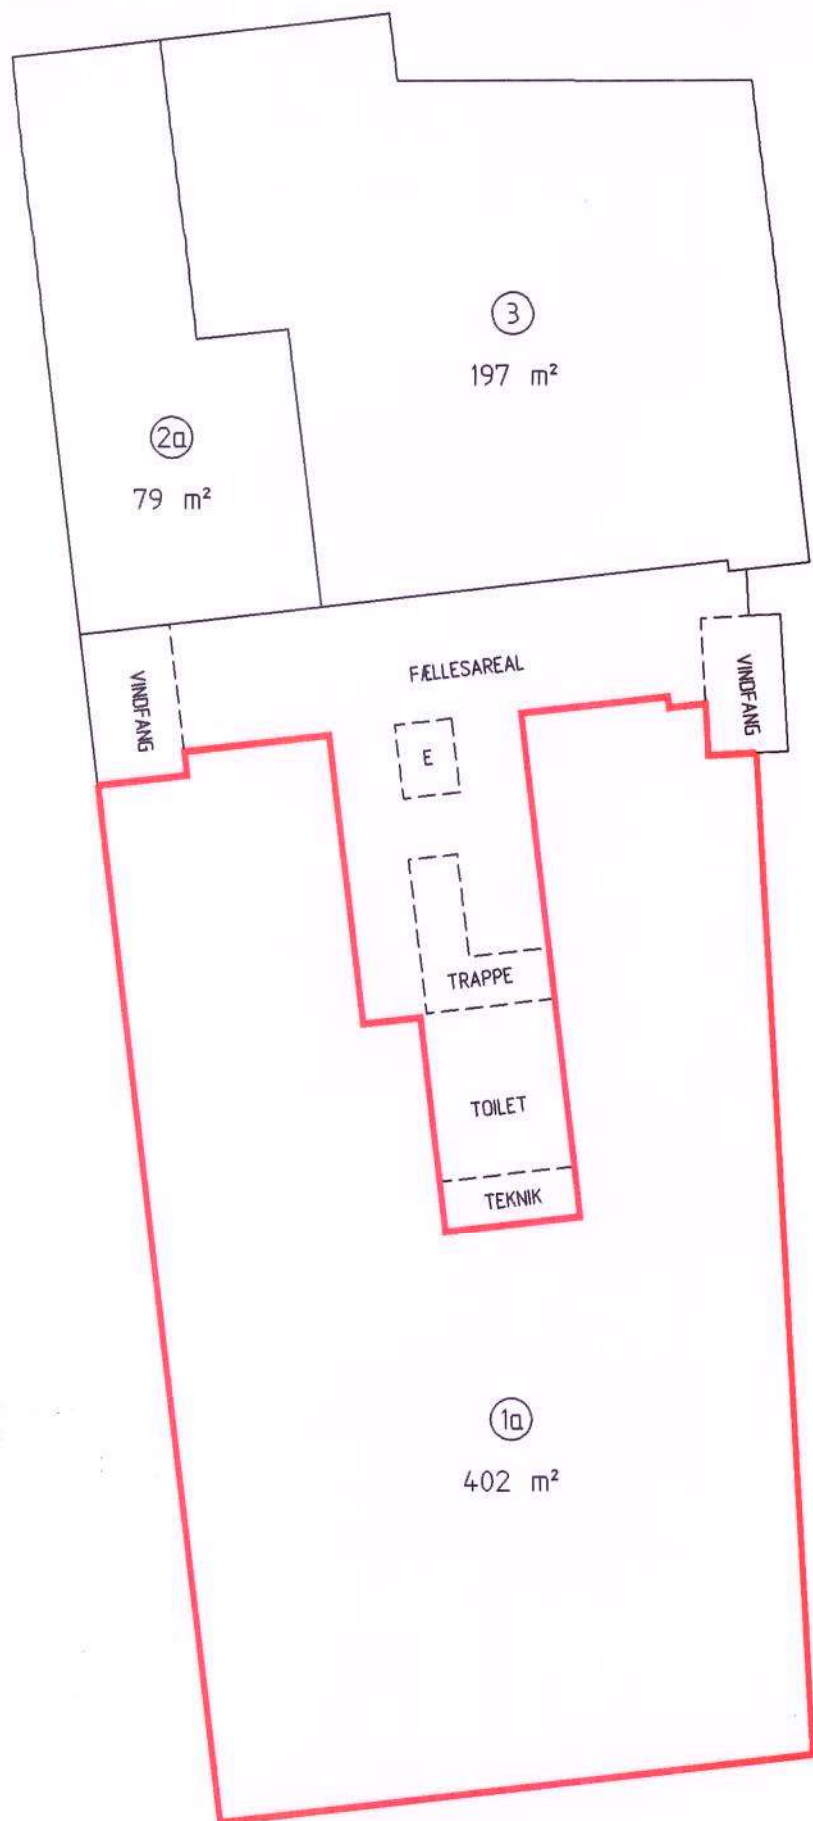 3
197 m²
2a
79 m²
FÆLLESAREAL
VINDFANG
VINDFANG
E
TRAPPE
TOILET
TEKNIK
1a
402 m²